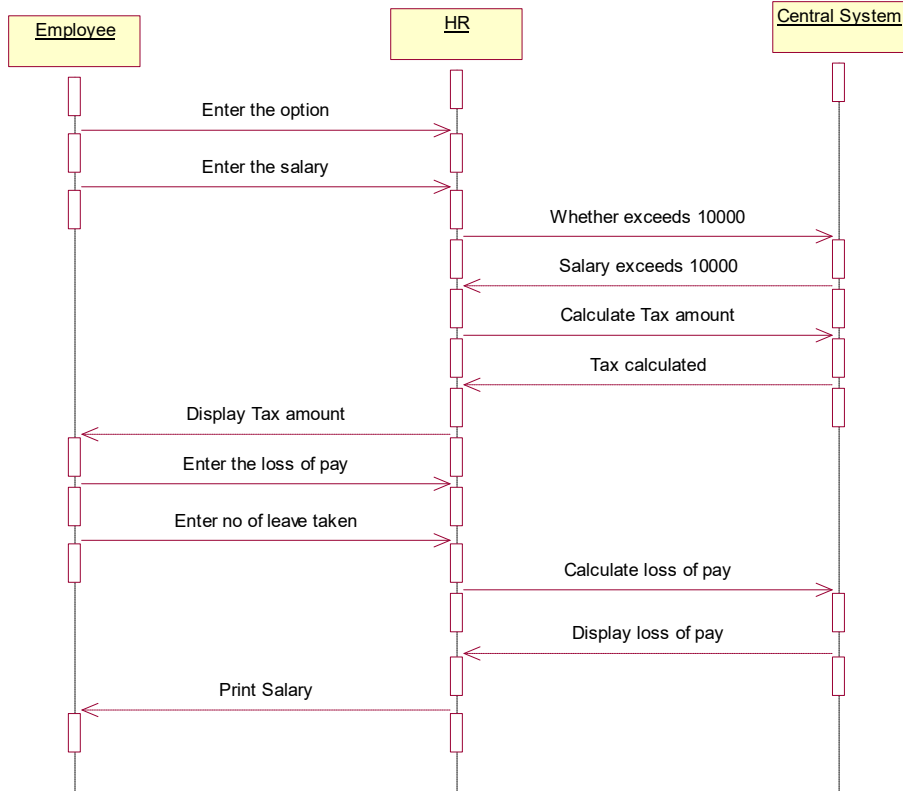 Employee
HR
Central System
Enter the option
Enter the salary
Whether exceeds 10000
Salary exceeds 10000
Calculate Tax amount
Tax calculated
Display Tax amount
Enter the loss of pay
Enter no of leave taken
Calculate loss of pay
Display loss of pay
Print Salary